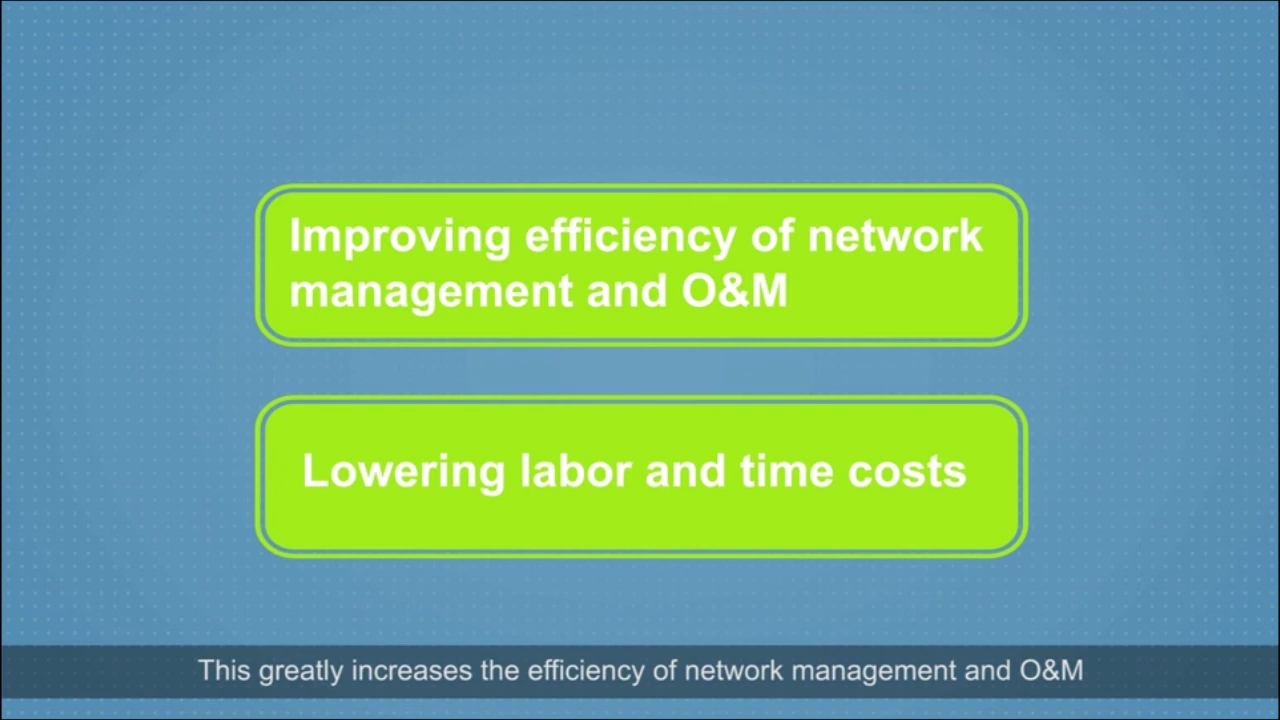 Improving efficiency of network
management and O&M
Lowering labor and time costs
This greatly increases the efficiency of network management and O&M